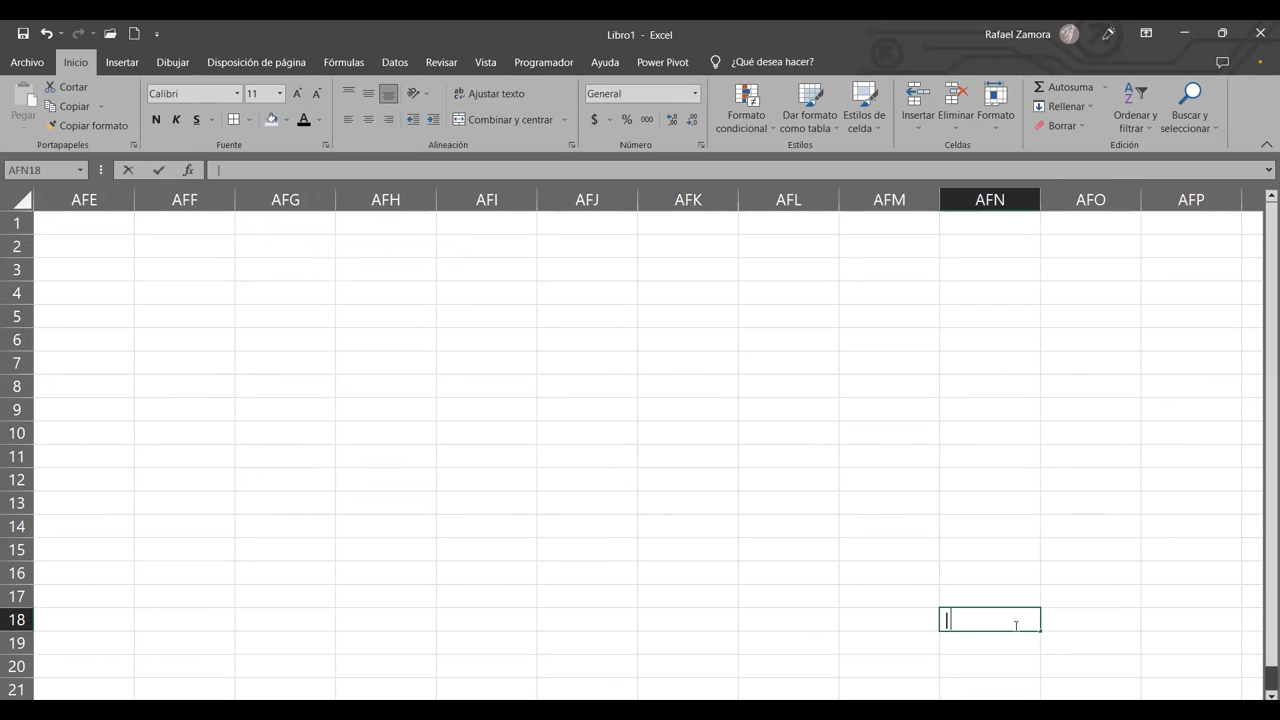 Libro1 - Excel
Rafael Zamora
Archivo Inicio Insertar Dibujar Disposición de página Fórmulas Datos Revisar Vista Programador Ayuda Power Pivot ¿Qué desea hacer?
Pegar
Cortar
Copiar
Copiar formato
Portapapeles
Calibri 11
N K S
Fuente
ab Ajustar texto
Combinar y centrar
Alineación
General
$ % 000
Número
Formato condicional
Dar formato como tabla
Estilos de celda
Estilos
Insertar Eliminar Formato
Celdas
Autosuma
Rellenar
Borrar
Ordenar y filtrar
Buscar y seleccionar
Edición
AFN18 fx
AFE AFF AFG AFH AFI AFJ AFK AFL AFM AFN AFO AFP
1
2
3
4
5
6
7
8
9
10
11
12
13
14
15
16
17
18
19
20
21